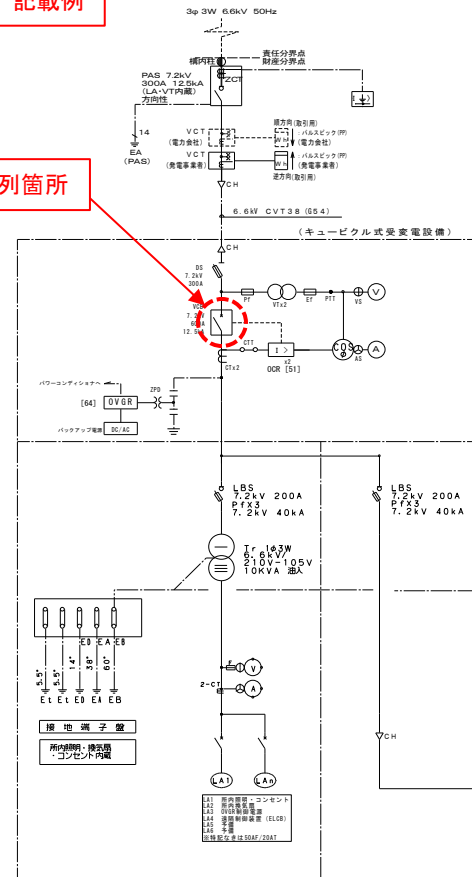 記載例
3φ 3W 6.6kV 50Hz
責任分界点
財産分界点
構内柱
PAS 7.2kV
300A 12.5kA
(LA・VT内蔵)
方向性
ZCT
14
EA
(PAS)
VCT
(電力会社)
順方向(取引用)
Wh
: パルスピック(PP)
(電力会社)
VCT
(発電事業者)
Wh
: パルスピック(PP)
(発電事業者)
逆方向(取引用)
CH
列箇所
6.6kV CVT38 (G54)
(キュービクル式受変電設備)
CH
DS
7.2kV
300A
Pf
VTx2
Ef
PTT
VS
V
VCB
7.2kV
600A
12.5kA
CTT
I >
x2
OCR [51]
COS
φ
AS
A
CTx2
パワーコンディショナへ
[64]
OVGR
ZPD
バックアップ電源
DC/AC
LBS
7.2kV 200A
PfX3
7.2kV 40kA
LBS
7.2kV 200A
PfX3
7.2kV 40kA
Tr 1φ3W
6.6kV/
210V-105V
10KVA 油入
ED
EA
EB
5.5°
5.5°
14°
38°
60°
Et
Et
ED
EA
EB
接地端子盤
所内照明・換気扇
・コンセント内蔵
F
V
2-CT
A
CH
LA1
LAn
LA1 所内照明・コンセント
LA2 所内換気扇
LA3 OVGR制御電源
LA4 遠隔制御装置 (ELCB)
LA5 予備
LA6 予備
※特記なきは50AF/20AT